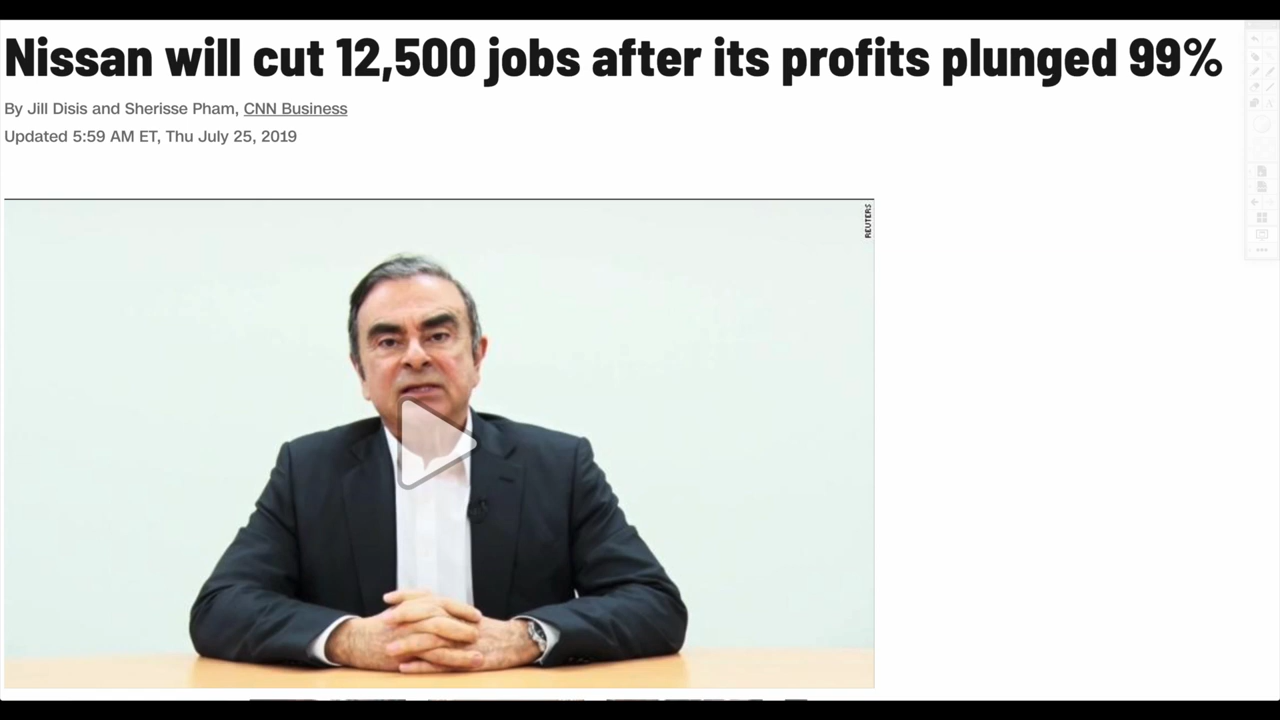 Nissan will cut 12,500 jobs after its profits plunged 99%
By Jill Disis and Sherisse Pham, CNN Business
Updated 5:59 AM ET, Thu July 25, 2019
REUTERS